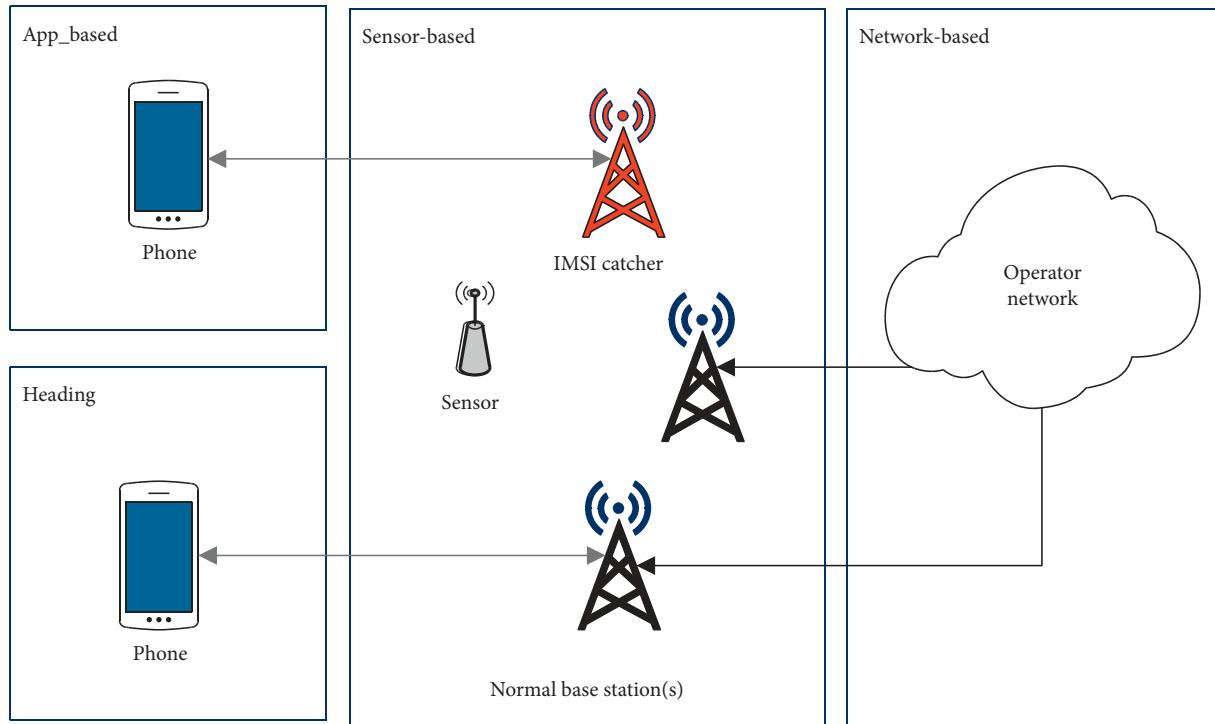 App_based
Phone
Heading
Phone
Sensor-based
IMSI catcher
Sensor
Normal base station(s)
Network-based
Operator
network